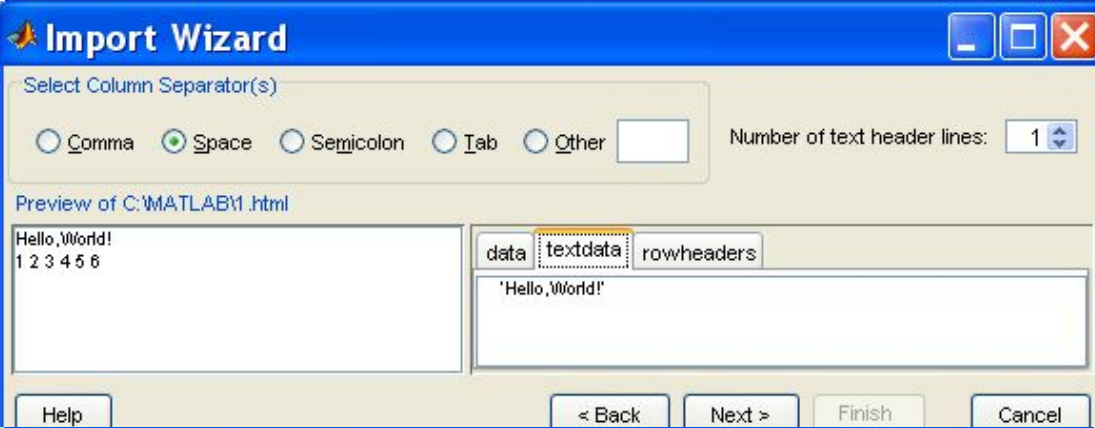 Import Wizard
Select Column Separator(s)
Comma Space Semicolon Tab Other Number of text header lines: 1
Preview of C:\MATLAB\1.html
Hello,World!
1 2 3 4 5 6
data textdata rowheaders
'Hello,World!'
Help < Back Next > Finish Cancel